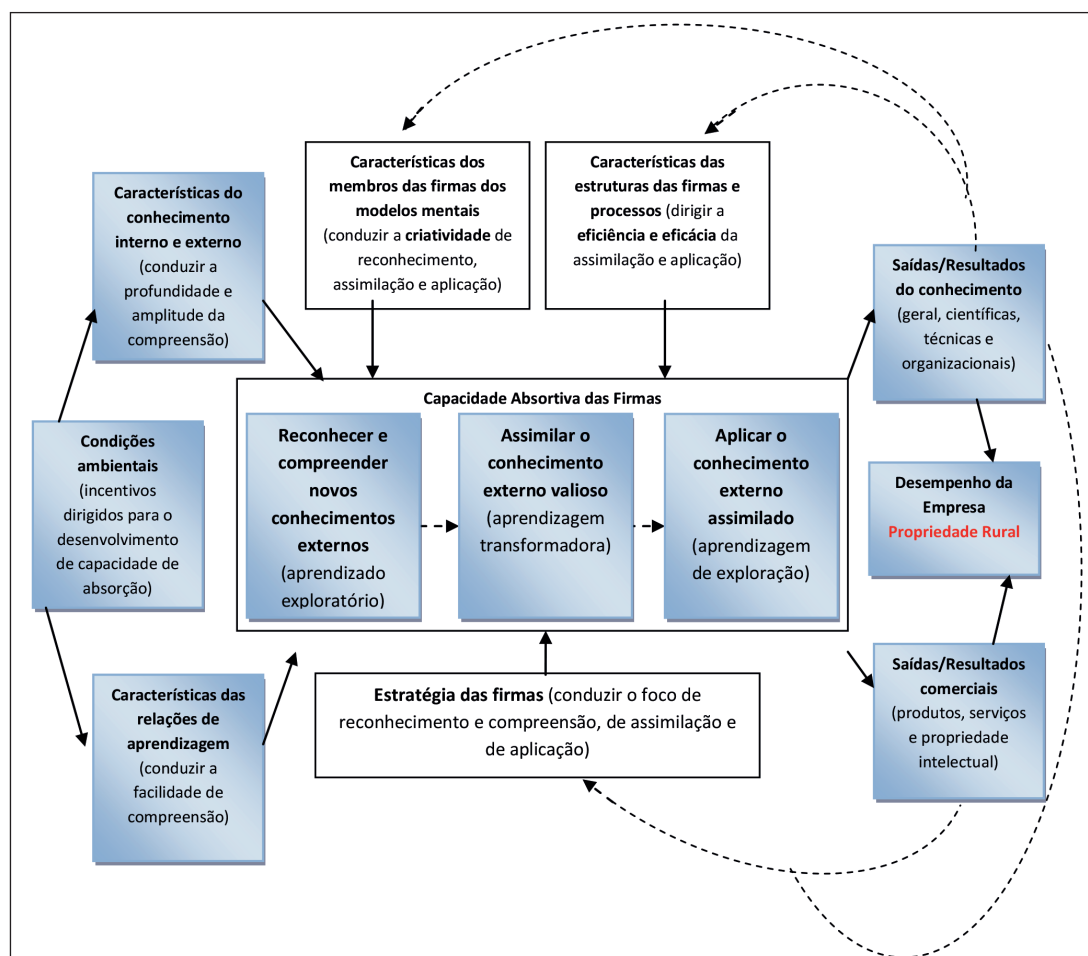 Características dos
membros das firmas dos
modelos mentais
(conduzir a criatividade de
reconhecimento,
assimilação e aplicação)
Características das
estruturas das firmas e
processos (dirigir a
eficiência e eficácia da
assimilação e aplicação)
Características do
conhecimento
interno e externo
(conduzir a
profundidade e
amplitude da
compreensão)
Saídas/Resultados
do conhecimento
(geral, científicas,
técnicas e
organizacionais)
Capacidade Absortiva das Firmas
Condições
ambientais
(incentivos
dirigidos para o
desenvolvimento
de capacidade de
absorção)
Reconhecer e
compreender
novos
conhecimentos
externos
(aprendizado
exploratório)
Assimilar o
conhecimento
externo valioso
(aprendizagem
transformadora)
Aplicar o
conhecimento
externo
assimilado
(aprendizagem
de exploração)
Desempenho da
Empresa
Propriedade Rural
Características das
relações de
aprendizagem
(conduzir a
facilidade de
compreensão)
Estratégia das firmas (conduzir o foco de
reconhecimento e compreensão, de assimilação e
de aplicação)
Saídas/Resultados
comerciais
(produtos, serviços
e propriedade
intelectual)